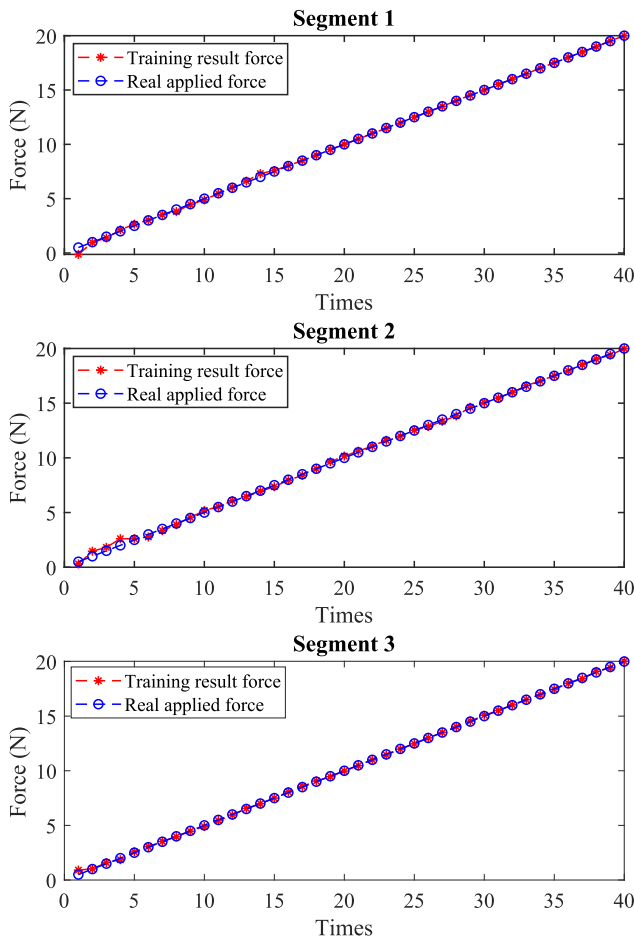 Segment 1
20
Training result force
Real applied force
15
10
5
0
Force (N)
0 5 10 15 20 25 30 35 40
Times
Segment 2
20
Training result force
Real applied force
15
10
5
0
Force (N)
0 5 10 15 20 25 30 35 40
Times
Segment 3
20
Training result force
Real applied force
15
10
5
0
Force (N)
0 5 10 15 20 25 30 35 40
Times